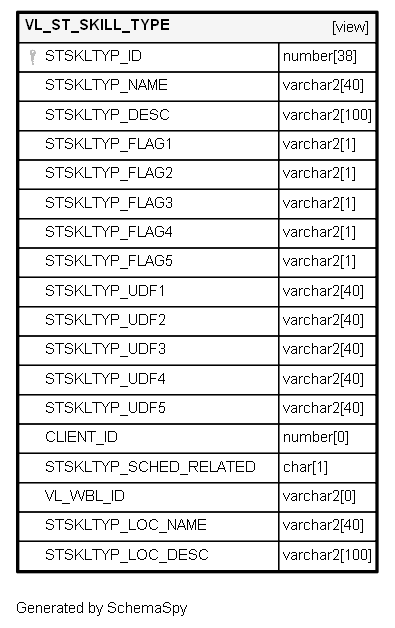 VL_ST_SKILL_TYPE [view]
STSKLTYP_ID number[38]
STSKLTYP_NAME varchar2[40]
STSKLTYP_DESC varchar2[100]
STSKLTYP_FLAG1 varchar2[1]
STSKLTYP_FLAG2 varchar2[1]
STSKLTYP_FLAG3 varchar2[1]
STSKLTYP_FLAG4 varchar2[1]
STSKLTYP_FLAG5 varchar2[1]
STSKLTYP_UDF1 varchar2[40]
STSKLTYP_UDF2 varchar2[40]
STSKLTYP_UDF3 varchar2[40]
STSKLTYP_UDF4 varchar2[40]
STSKLTYP_UDF5 varchar2[40]
CLIENT_ID number[0]
STSKLTYP_SCHED_RELATED char[1]
VL_WBL_ID varchar2[0]
STSKLTYP_LOC_NAME varchar2[40]
STSKLTYP_LOC_DESC varchar2[100]
Generated by SchemaSpy